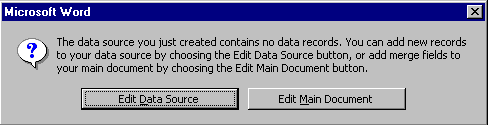 Microsoft Word
The data source you just created contains no data records. You can add new records
to your data source by choosing the Edit Data Source button, or add merge fields to
your main document by choosing the Edit Main Document button.
Edit Data Source
Edit Main Document